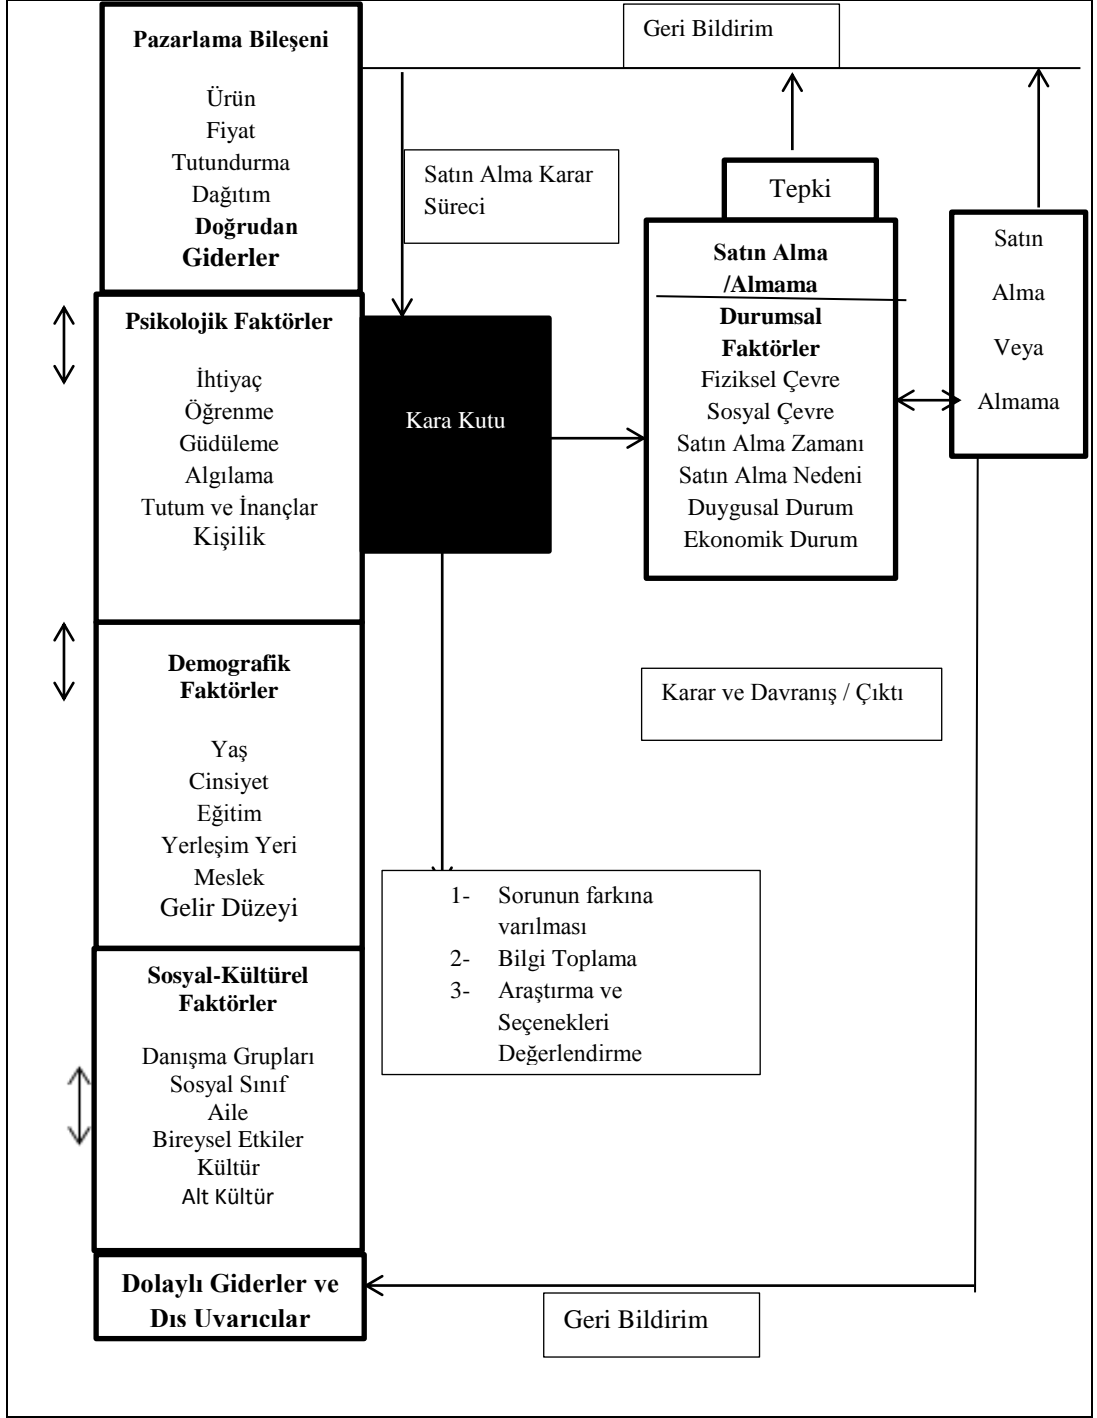 Pazarlama Bileşeni
Ürün
Fiyat
Tutundurma
Dağıtım
Doğrudan
Giderler
Psikolojik Faktörler
İhtiyaç
Öğrenme
Güdüleme
Algılama
Tutum ve İnançlar
Kişilik
Demografik
Faktörler
Yaş
Cinsiyet
Eğitim
Yerleşim Yeri
Meslek
Gelir Düzeyi
Sosyal-Kültürel
Faktörler
Danışma Grupları
Sosyal Sınıf
Aile
Bireysel Etkiler
Kültür
Alt Kültür
Dolaylı Giderler ve
Dıs Uvarıcılar
Geri Bildirim
Satın Alma Karar
Süreci
Kara Kutu
1- Sorunun farkına
varılması
2- Bilgi Toplama
3- Araştırma ve
Seçenekleri
Değerlendirme
Tepki
Satın Alma
/Almama
Durumsal
Faktörler
Fiziksel Çevre
Sosyal Çevre
Satın Alma Zamanı
Satın Alma Nedeni
Duygusal Durum
Ekonomik Durum
Satın
Alma
Veya
Almama
Karar ve Davranış / Çıktı
Geri Bildirim